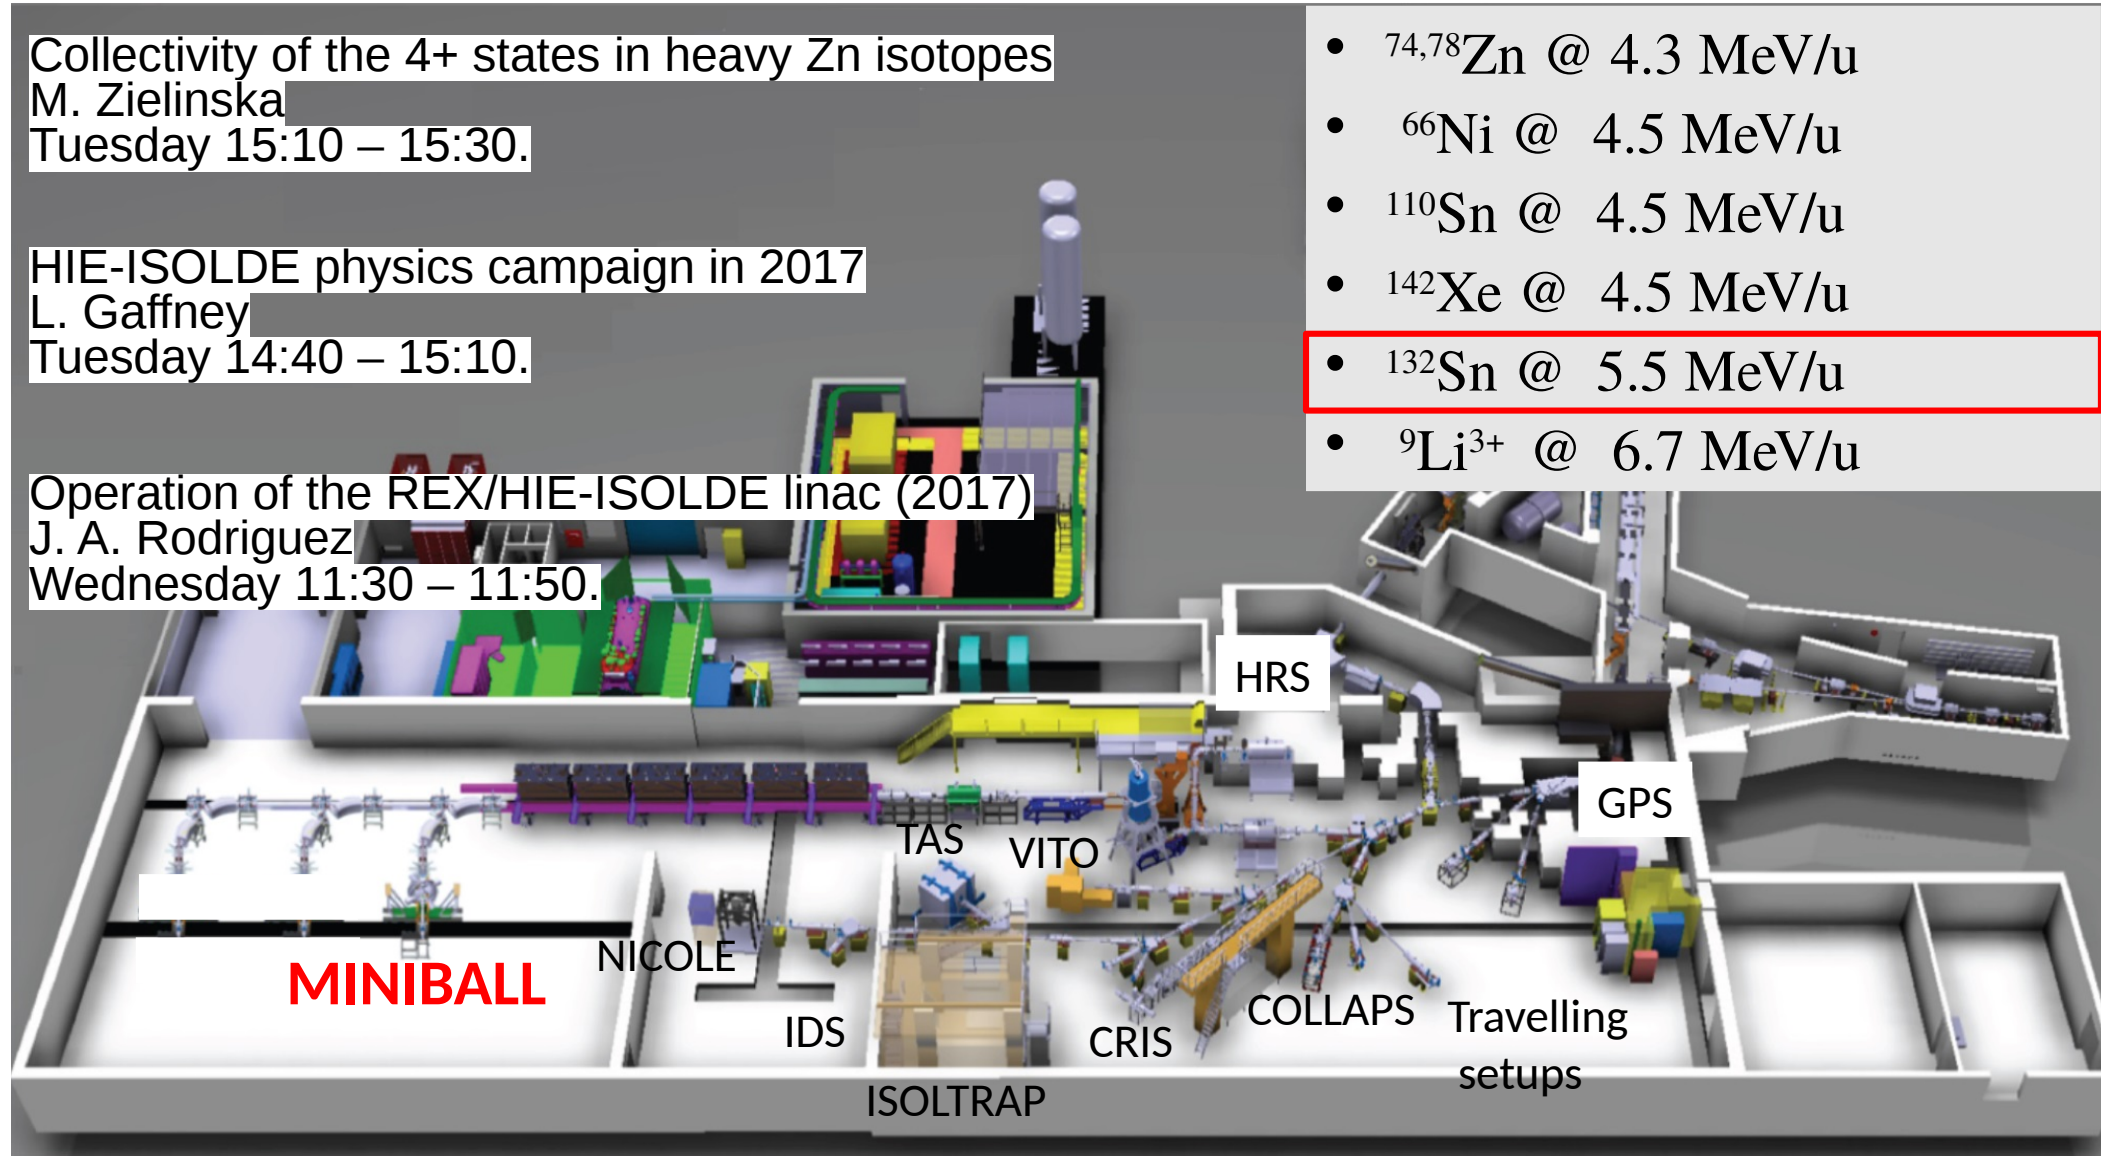 Collectivity of the 4+ states in heavy Zn isotopes
M. Zielinska
Tuesday 15:10 – 15:30.
HIE-ISOLDE physics campaign in 2017
L. Gaffney
Tuesday 14:40 – 15:10.
Operation of the REX/HIE-ISOLDE linac (2017)
J. A. Rodriguez
Wednesday 11:30 – 11:50.
• ⁷⁴,⁷⁸Zn @ 4.3 MeV/u
• ⁶⁶Ni @ 4.5 MeV/u
• ¹¹⁰Sn @ 4.5 MeV/u
• ¹⁴²Xe @ 4.5 MeV/u
• ¹³²Sn @ 5.5 MeV/u
• ⁹Li³⁺ @ 6.7 MeV/u
HRS
GPS
TAS
VITO
NICOLE
MINIBALL
IDS
ISOLTRAP
CRIS
COLLAPS
Travelling
setups